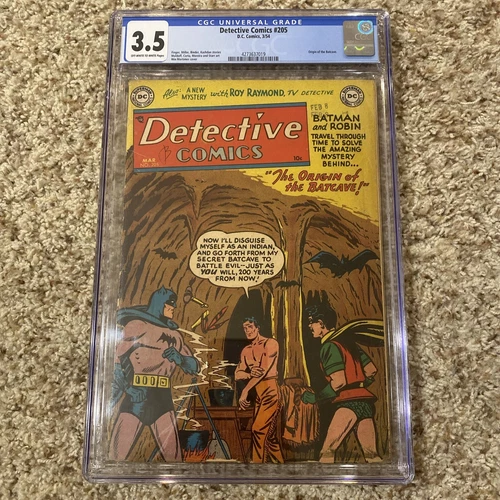 CGC UNIVERSAL GRADE
3.5
OFF-WHITE TO WHITE Pages
Detective Comics #205
D.C. Comics, 3/54
4273637019
Origin of the Batcave.
Also: A NEW MYSTERY with ROY RAYMOND, TV DETECTIVE
DC
FEB
DC
Detective
COMICS
MAR
10c
BATMAN
and ROBIN
TRAVEL THROUGH
TIME TO SOLVE
THE AMAZING
MYSTERY
BEHIND...
"The ORIGIN of
the BATCAVE!"
NOW I'LL DISGUISE
MYSELF AS AN INDIAN,
AND GO FORTH FROM MY
SECRET BATCAVE TO
BATTLE EVIL--JUST AS
YOU WILL, 200 YEARS
FROM NOW!